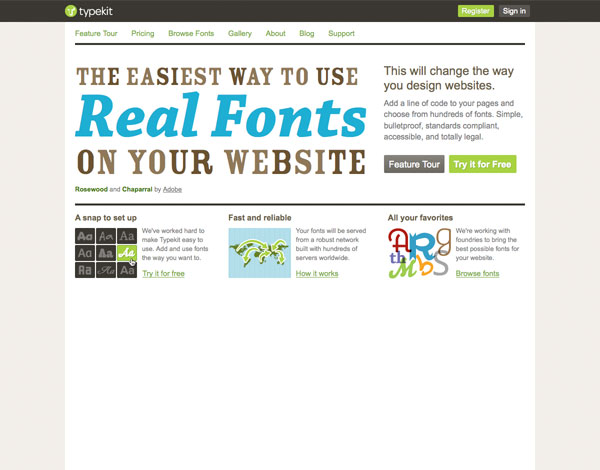 typekit
Register Sign in
Feature Tour Pricing Browse Fonts Gallery About Blog Support
THE EASIEST WAY TO USE
Real Fonts
ON YOUR WEBSITE
Rosewood and Chaparral by Adobe
This will change the way
you design websites.
Add a line of code to your pages and
choose from hundreds of fonts. Simple,
bulletproof, standards compliant,
accessible, and totally legal.
Feature Tour Try it for Free
A snap to set up
Aa Aa Aa
Aa Aa Aa
Aa Aa Aa
We've worked hard to
make Typekit easy to
use. Add and use fonts
the way you want to.
Try it for free
Fast and reliable
Your fonts will be served
from a robust network
built with hundreds of
servers worldwide.
How it works
All your favorites
A R g
th M b S
We're working with
foundries to bring the
best possible fonts for
your website.
Browse fonts